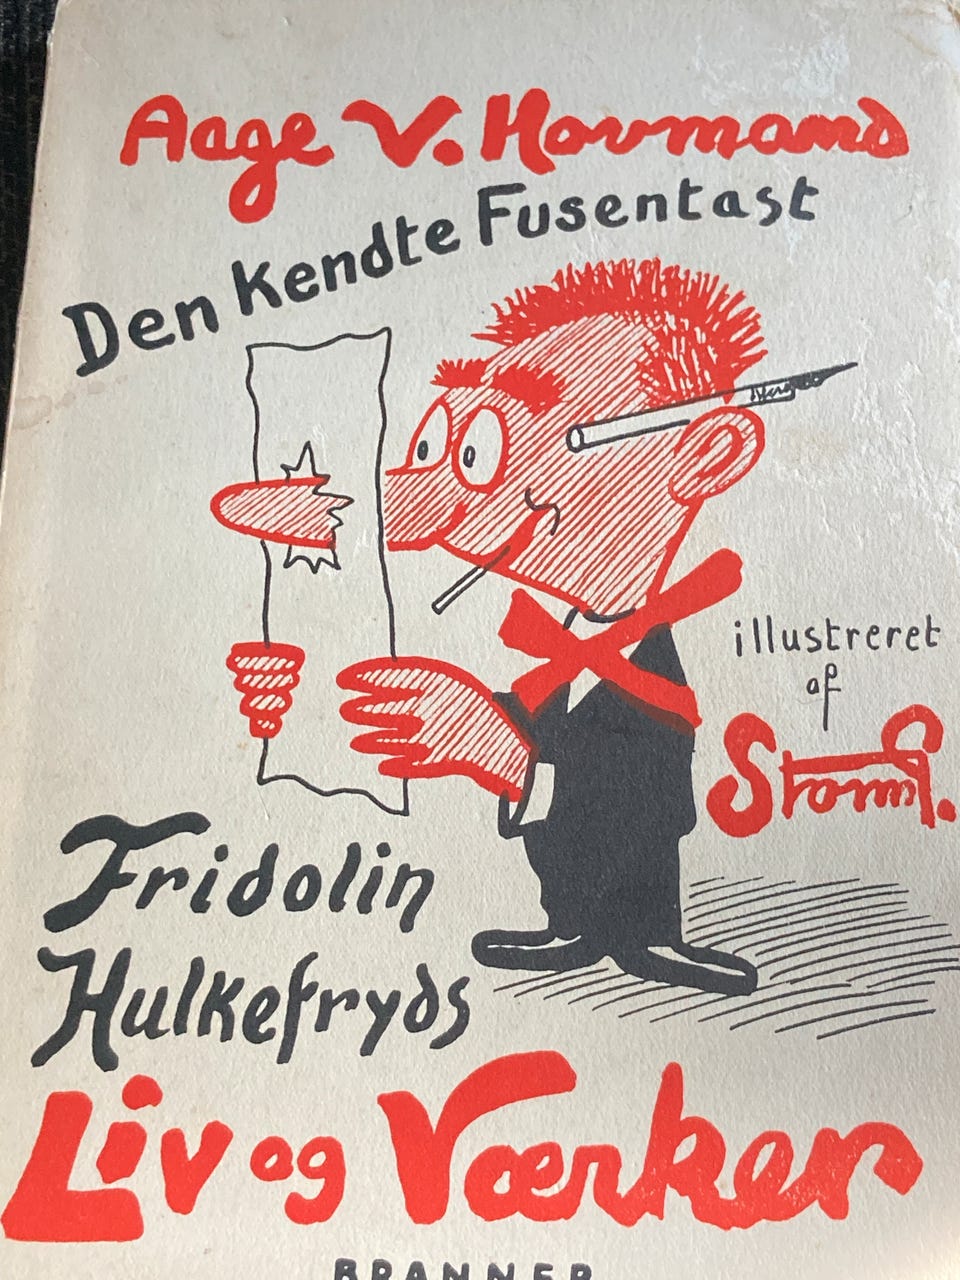 Aage V. Hovmand
Den Kendte Fusentast
illustreret
af
Storm P.
Fridolin
Hulkefryds
Liv og Værker
BRANNER